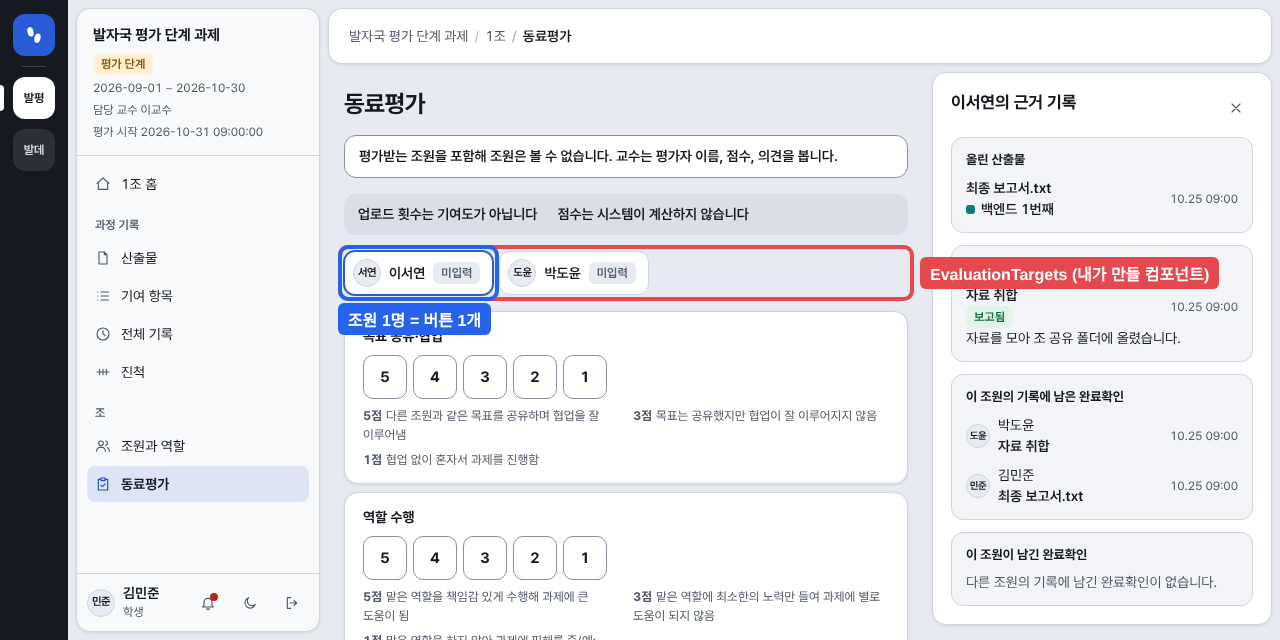 발평
발데
발자국 평가 단계 과제
평가 단계
2026-09-01 ~ 2026-10-30
담당 교수 이교수
평가 시작 2026-10-31 09:00:00
1조 홈
과정 기록
산출물
기여 항목
전체 기록
진척
조
조원과 역할
동료평가
민준
김민준
학생
발자국 평가 단계 과제 / 1조 / 동료평가
동료평가
평가받는 조원을 포함해 조원은 볼 수 없습니다. 교수는 평가자 이름, 점수, 의견을 봅니다.
업로드 횟수는 기여도가 아닙니다 점수는 시스템이 계산하지 않습니다
서연 이서연 미입력 도윤 박도윤 미입력
EvaluationTargets (내가 만들 컴포넌트)
조원 1명 = 버튼 1개
5 4 3 2 1
5점 다른 조원과 같은 목표를 공유하며 협업을 잘
이루어냄
3점 목표는 공유했지만 협업이 잘 이루어지지 않음
1점 협업 없이 혼자서 과제를 진행함
역할 수행
5 4 3 2 1
5점 맡은 역할을 책임감 있게 수행해 과제에 큰
도움이 됨
3점 맡은 역할에 최소한의 노력만 들여 과제에 별로
도움이 되지 않음
이서연의 근거 기록
올린 산출물
최종 보고서.txt
10.25 09:00
백엔드 1번째
자료 취합
보고됨
10.25 09:00
자료를 모아 조 공유 폴더에 올렸습니다.
이 조원의 기록에 남은 완료확인
도윤
박도윤
자료 취합
10.25 09:00
민준
김민준
최종 보고서.txt
10.25 09:00
이 조원이 남긴 완료확인
다른 조원의 기록에 남긴 완료확인이 없습니다.